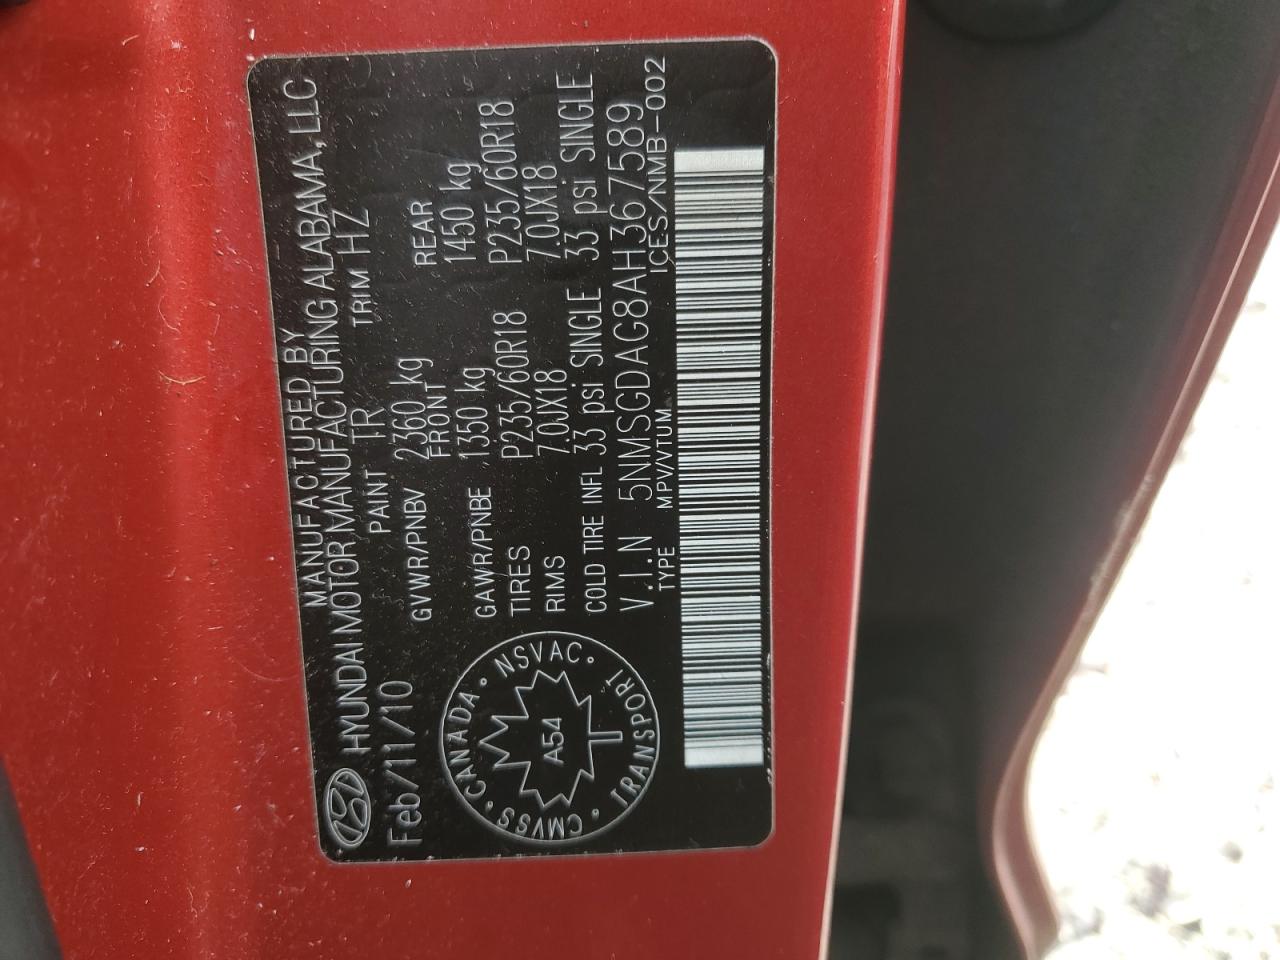 MANUFACTURED BY
HYUNDAI MOTOR MANUFACTURING ALABAMA, LLC
Feb/11/10 PAINT TR TRIM HZ
GVWR/PNBV 2360 kg
FRONT REAR
GAWR/PNBE 1350 kg 1450 kg
TIRES P235/60R18 P235/60R18
RIMS 7.0JX18 7.0JX18
COLD TIRE INFL 33 psi SINGLE 33 psi SINGLE
V.I.N 5NMSGDAG8AH367589
TYPE MPV/VTUM ICES/NMB-002
CANADA • NSVAC •
TRANSPORT • CMVSS •
A54